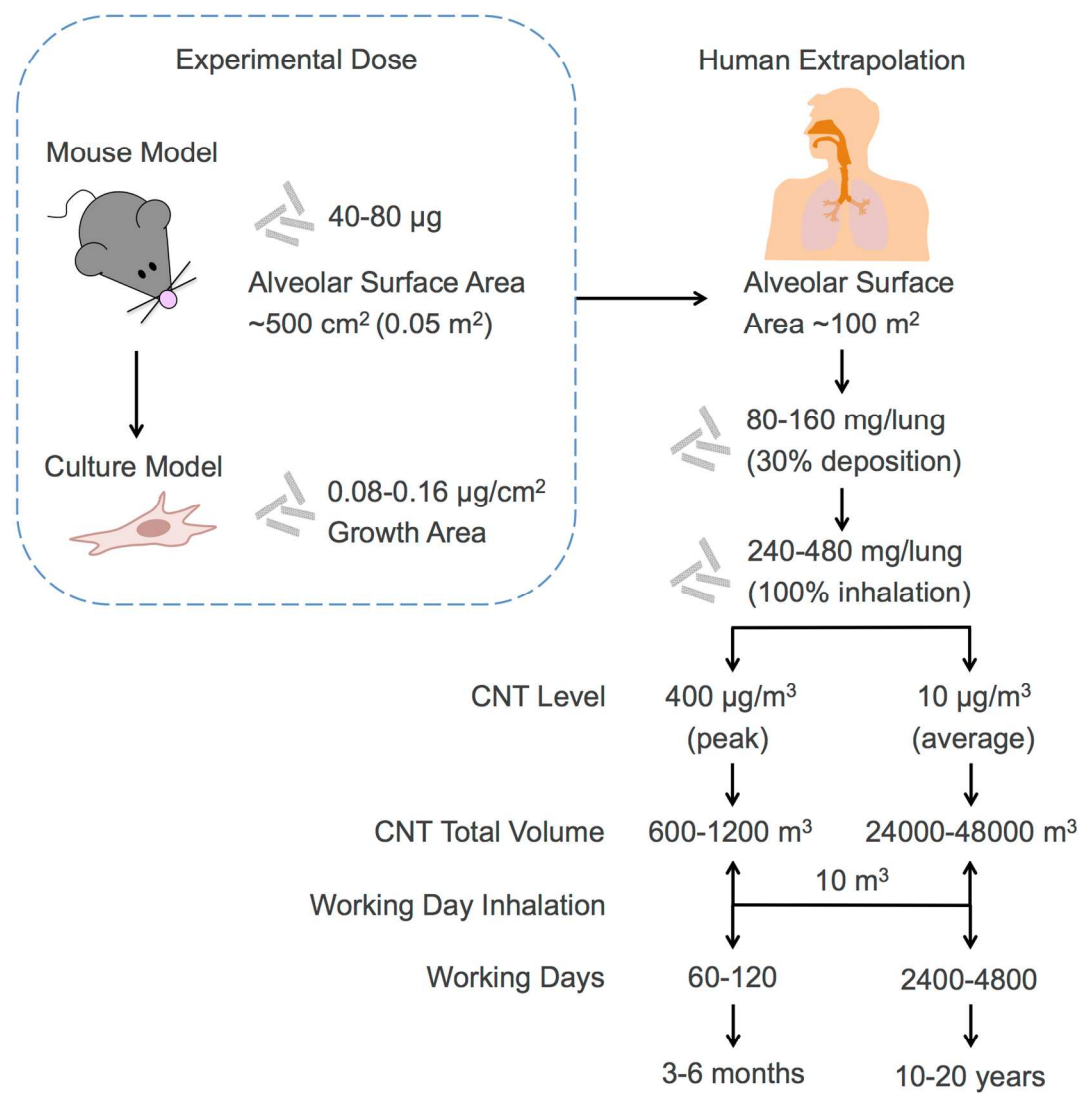 Experimental Dose
Mouse Model
40-80 µg
Alveolar Surface Area
~500 cm² (0.05 m²)
Culture Model
0.08-0.16 µg/cm²
Growth Area
Human Extrapolation
Alveolar Surface
Area ~100 m²
80-160 mg/lung
(30% deposition)
240-480 mg/lung
(100% inhalation)
CNT Level
400 µg/m³
(peak)
10 µg/m³
(average)
CNT Total Volume
600-1200 m³
24000-48000 m³
10 m³
Working Day Inhalation
Working Days
60-120
2400-4800
3-6 months
10-20 years